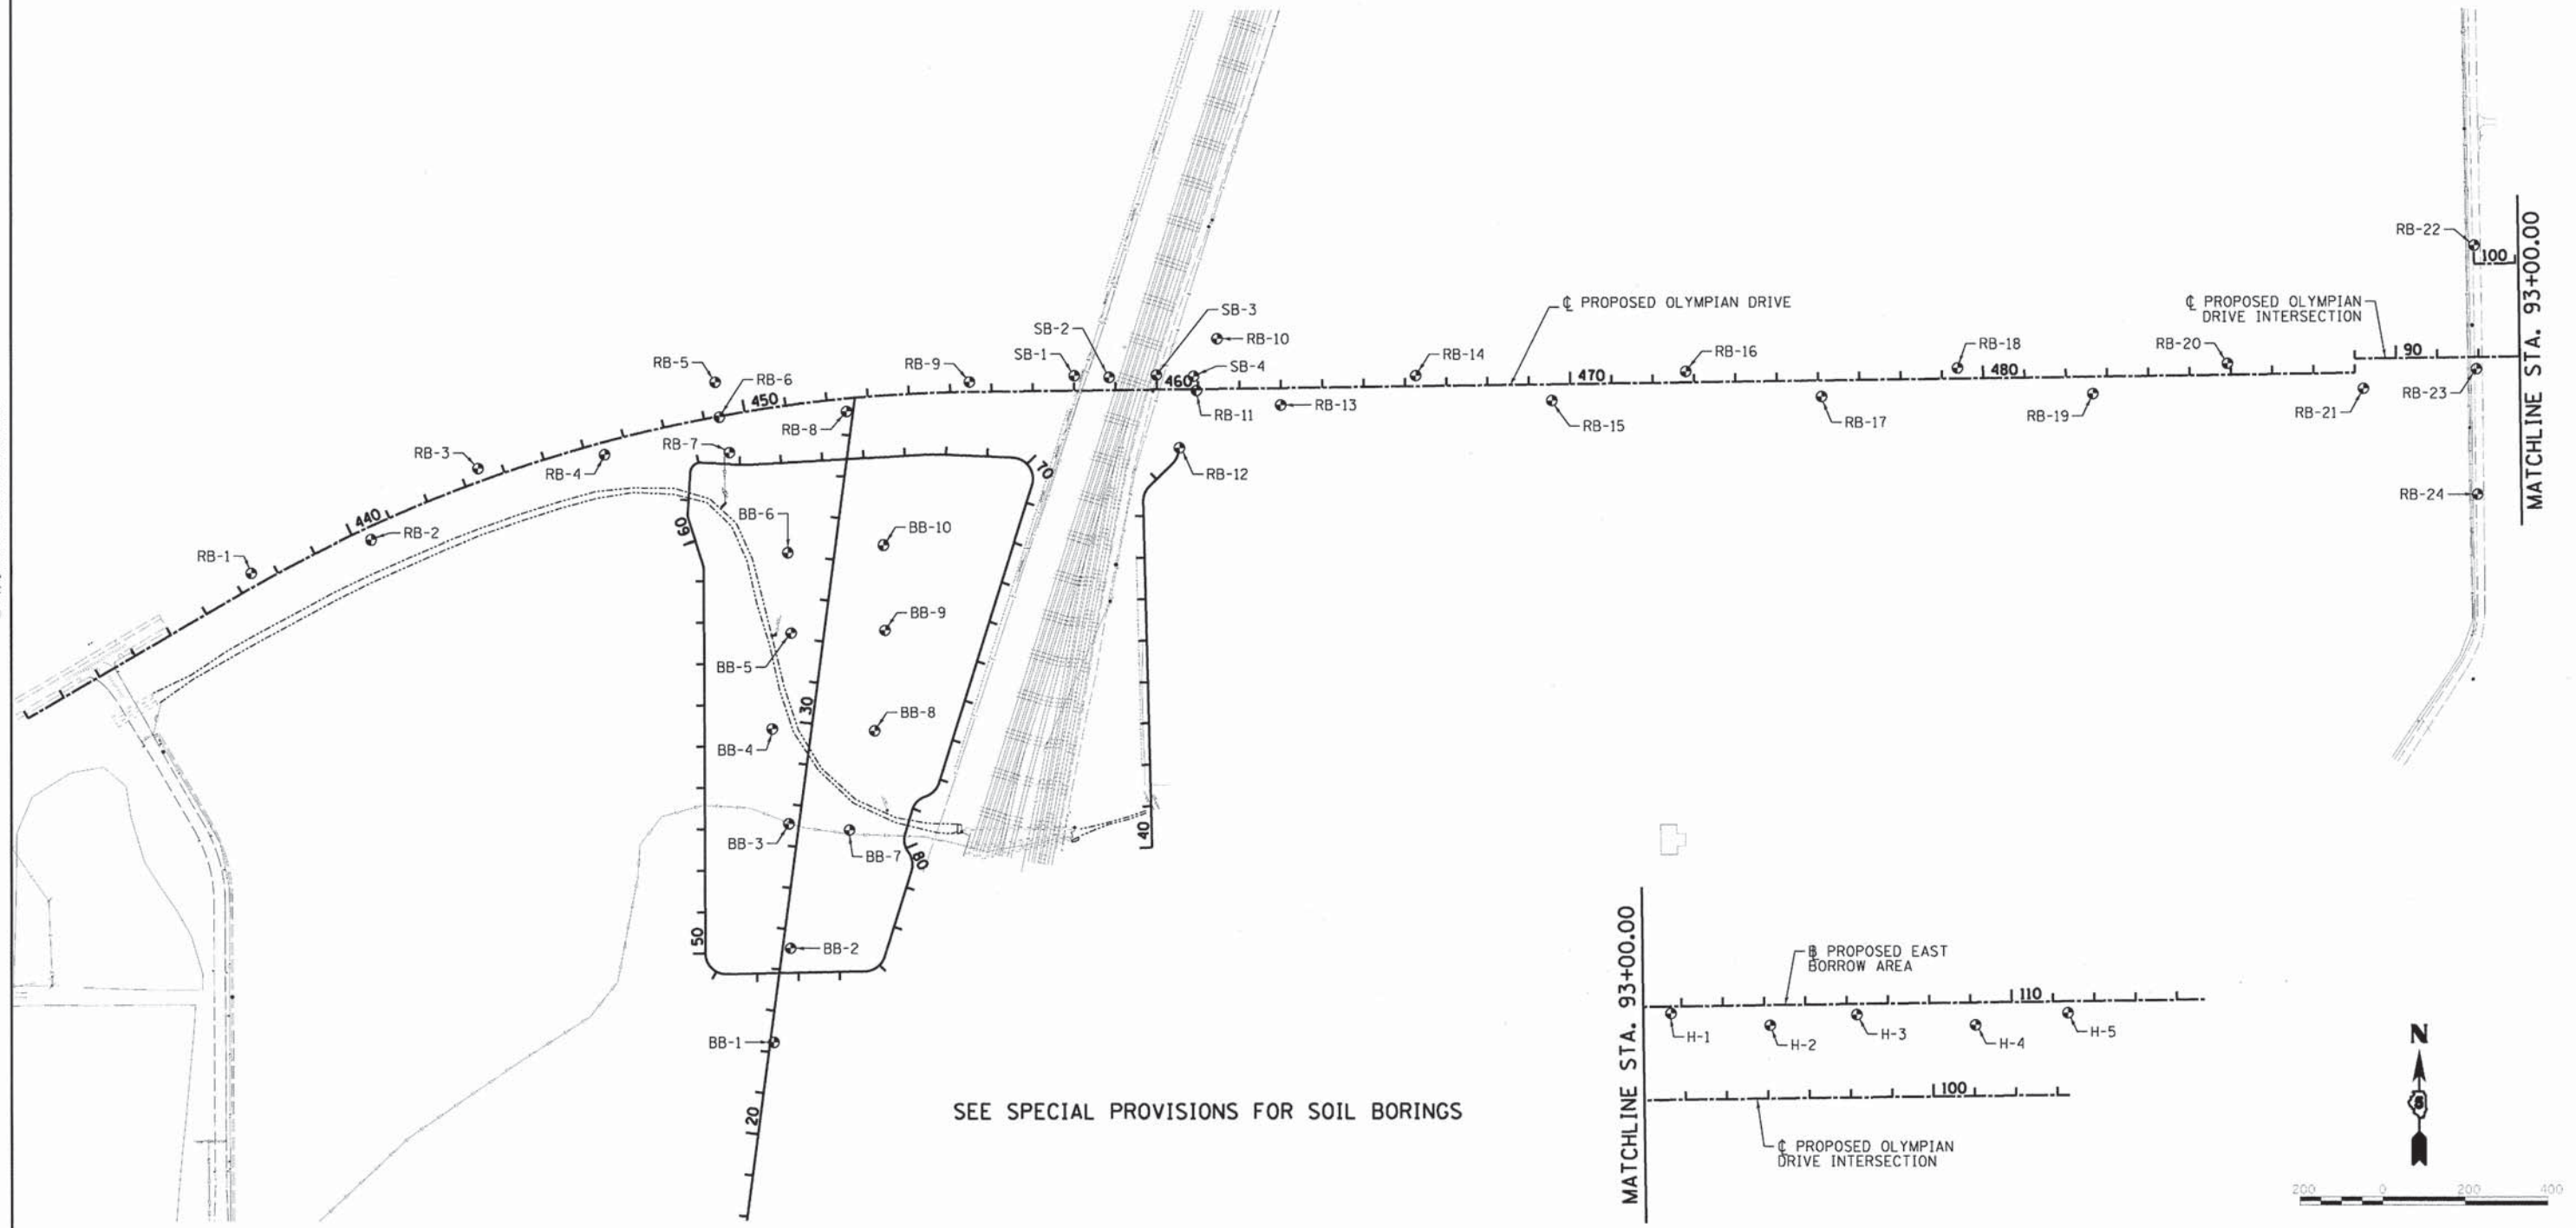 RB-22
100
MATCHLINE STA. 93+00.00
SB-3
℄ PROPOSED OLYMPIAN DRIVE
℄ PROPOSED OLYMPIAN
DRIVE INTERSECTION
SB-2
RB-10
RB-5
RB-9
SB-1
SB-4
RB-14
RB-16
RB-18
RB-20
90
RB-6
460
470
480
450
RB-23
RB-8
RB-11
RB-13
RB-15
RB-17
RB-19
RB-21
RB-7
RB-3
RB-4
70
RB-12
RB-24
440
RB-2
RB-1
60
BB-6
BB-10
BB-9
BB-5
30
BB-8
BB-4
BB-3
BB-7
80
40
50
BB-2
BB-1
20
MATCHLINE STA. 93+00.00
PROPOSED EAST
BORROW AREA
110
H-1
H-2
H-3
H-4
H-5
100
℄ PROPOSED OLYMPIAN
DRIVE INTERSECTION
SEE SPECIAL PROVISIONS FOR SOIL BORINGS
N
200
0
200
400